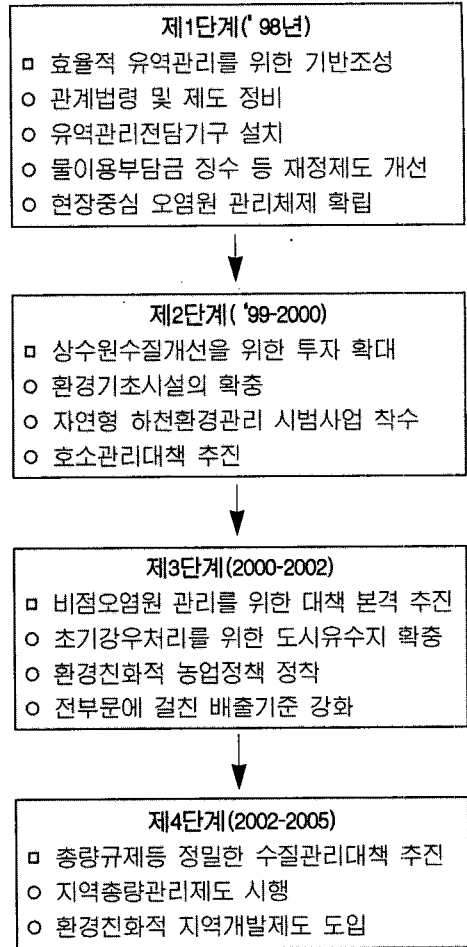 제1단계('98년)
□ 효율적 유역관리를 위한 기반조성
○ 관계법령 및 제도 정비
○ 유역관리전담기구 설치
○ 물이용부담금 징수 등 재정제도 개선
○ 현장중심 오염원 관리체제 확립
제2단계('99-2000)
□ 상수원수질개선을 위한 투자 확대
○ 환경기초시설의 확충
○ 자연형 하천환경관리 시범사업 착수
○ 호소관리대책 추진
제3단계(2000-2002)
□ 비점오염원 관리를 위한 대책 본격 추진
○ 초기강우처리를 위한 도시유수지 확충
○ 환경친화적 농업정책 정착
○ 전부문에 걸친 배출기준 강화
제4단계(2002-2005)
□ 총량규제등 정밀한 수질관리대책 추진
○ 지역총량관리제도 시행
○ 환경친화적 지역개발제도 도입